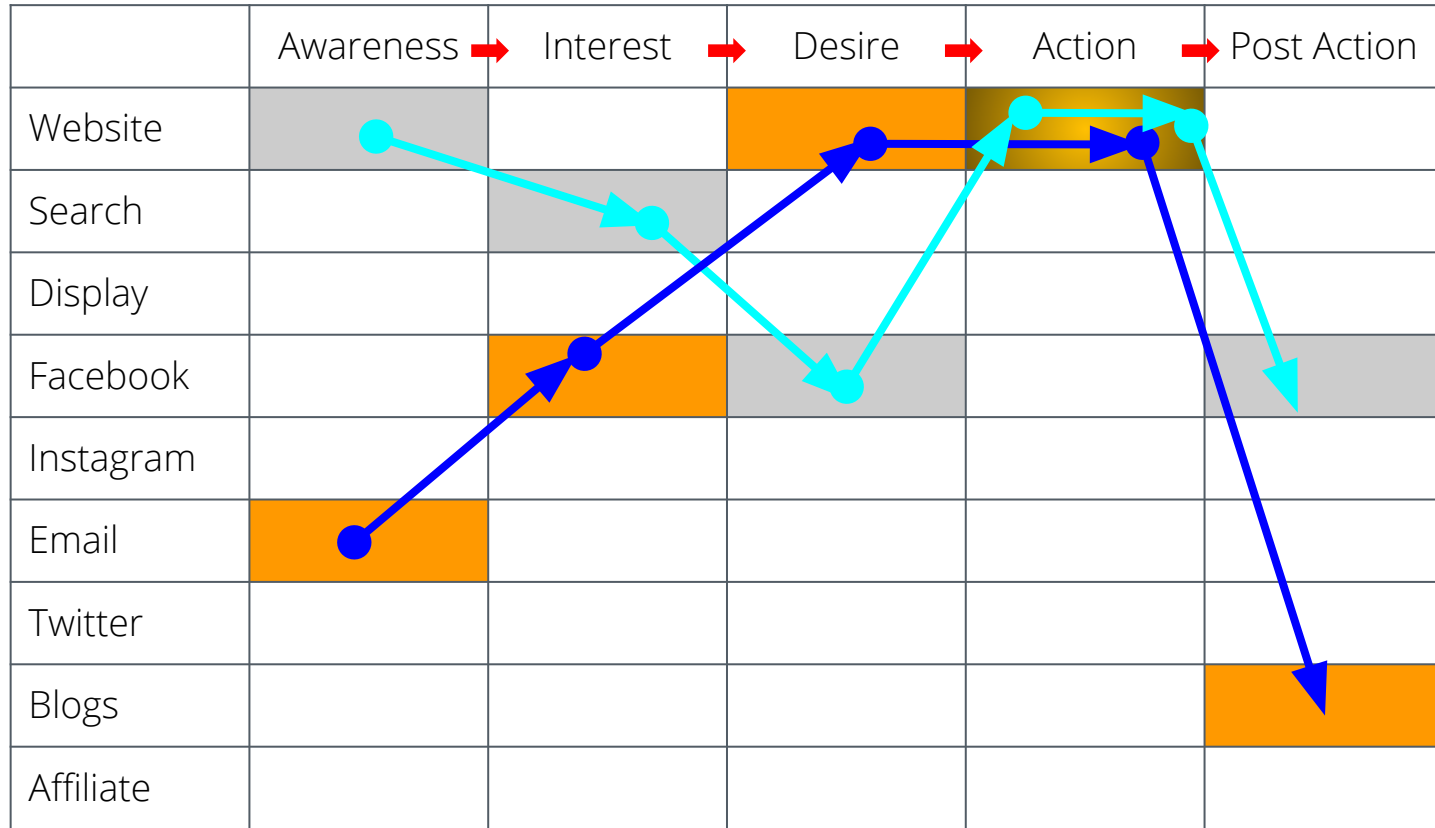 Awareness Interest Desire Action Post Action
Website
Search
Display
Facebook
Instagram
Email
Twitter
Blogs
Affiliate